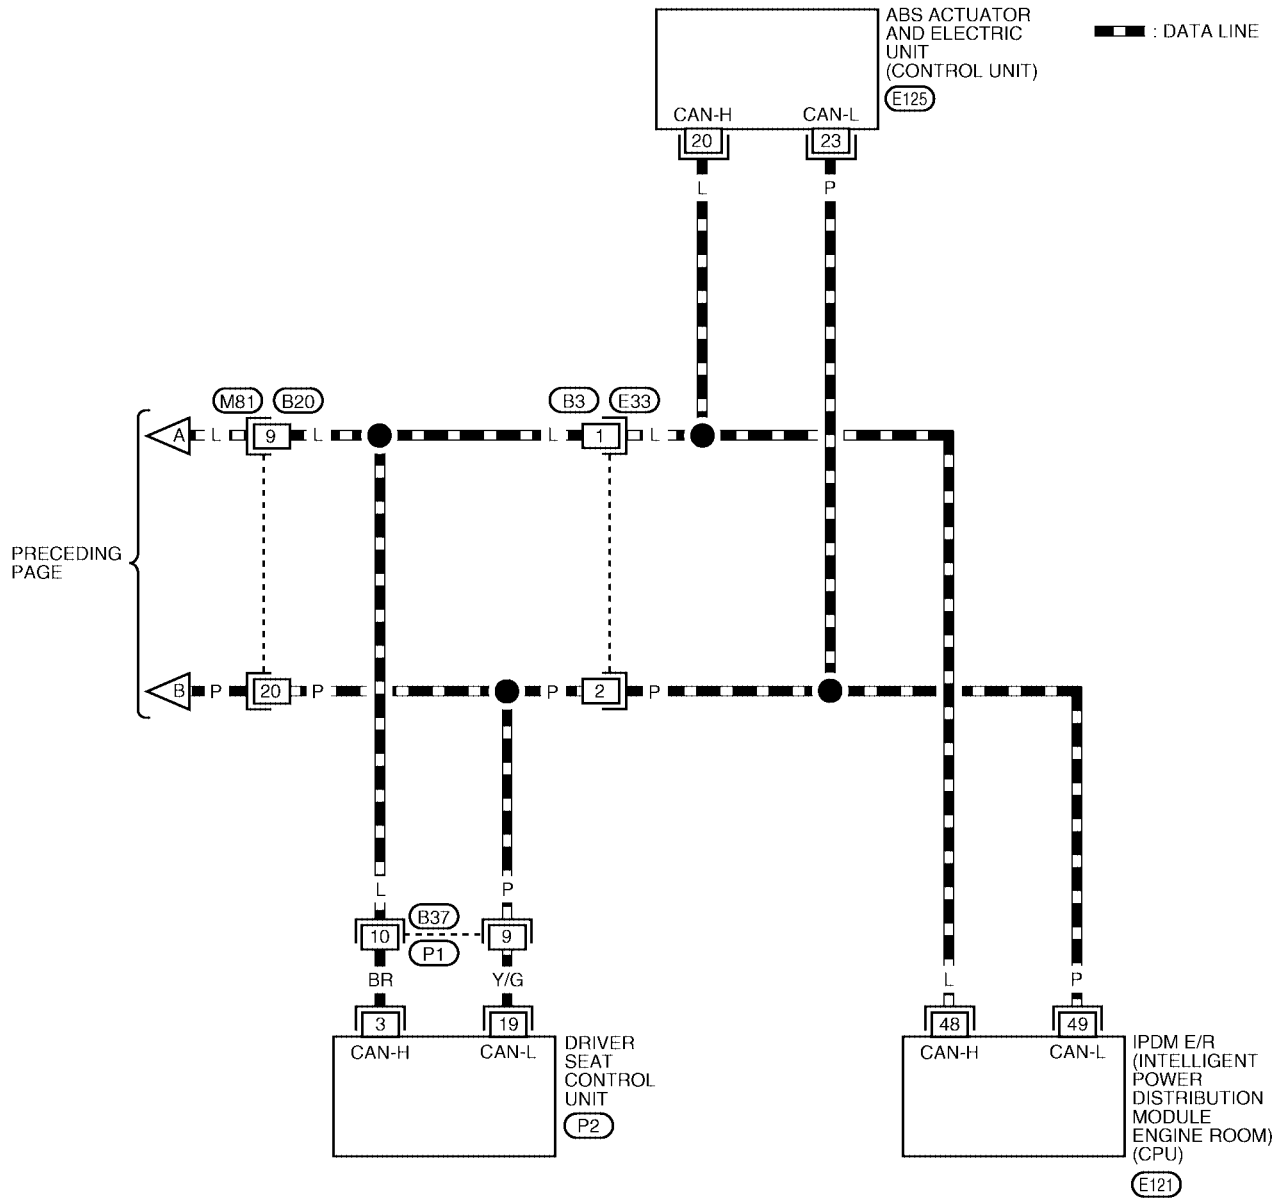 ABS ACTUATOR
AND ELECTRIC
UNIT
(CONTROL UNIT)
E125
: DATA LINE
CAN-H CAN-L
20 23
L P
M81 B20 B3 E33
A L 9 L L 1 L
PRECEDING
PAGE
B P 20 P P 2 P
L P
B37
10 9
P1
BR Y/G L P
3 19 48 49
CAN-H CAN-L
DRIVER
SEAT
CONTROL
UNIT
P2
CAN-H CAN-L
IPDM E/R
(INTELLIGENT
POWER
DISTRIBUTION
MODULE
ENGINE ROOM)
(CPU)
E121